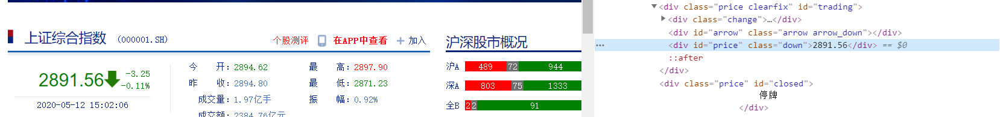 上证综合指数 (000001.SH) 个股测评 在APP中查看 + 加入
2891.56 -3.25
-0.11%
2020-05-12 15:02:06
今 开：2894.62 最 高：2897.90
昨 收：2894.80 最 低：2871.23
成交量：1.97亿手 振 幅：0.92%
成交额：2384.76亿元
沪深股市概况
沪A 489 72 944
深A 803 75 1333
全B 2 2 91
▼<div class="price clearfix" id="trading">
▶<div class="change">…</div>
<div id="arrow" class="arrow arrow_down"></div>
··· <div id="price" class="down">2891.56</div> == $0
::after
</div>
<div class="price" id="closed">
停牌
</div>